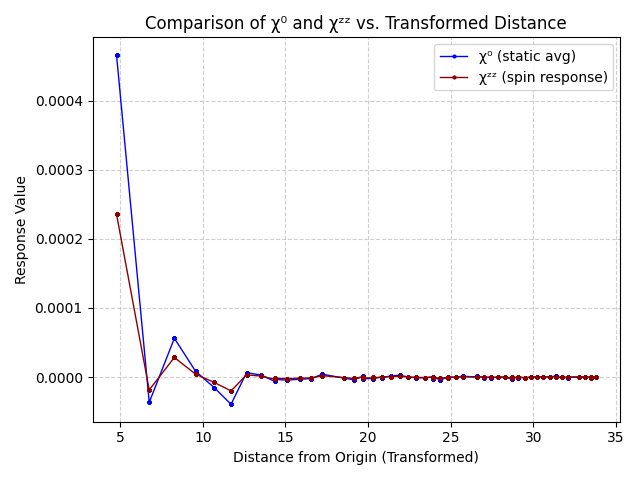 Comparison of χ⁰ and χᶻᶻ vs. Transformed Distance
χ⁰ (static avg)
χᶻᶻ (spin response)
Response Value
0.0004
0.0003
0.0002
0.0001
0.0000
5 10 15 20 25 30 35
Distance from Origin (Transformed)